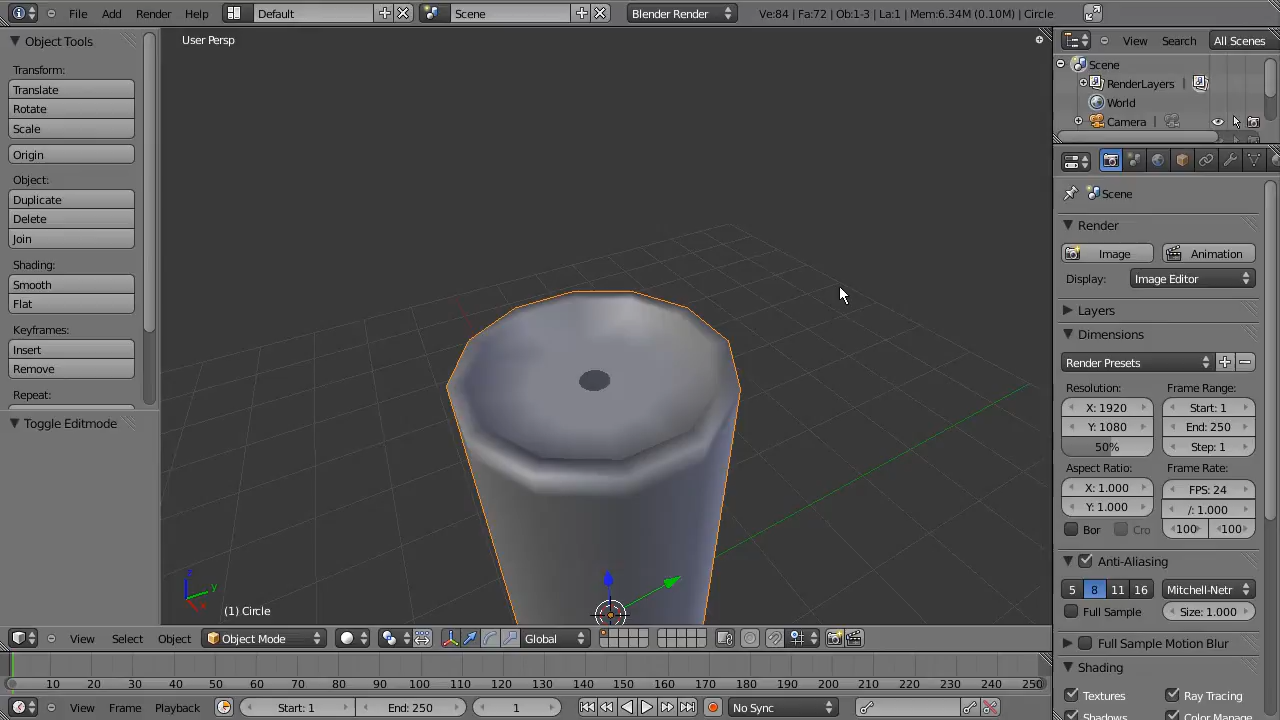 File Add Render Help Default Scene Blender Render Ve:84 | Fa:72 | Ob:1-3 | La:1 | Mem:6.34M (0.10M) | Circle
Object Tools
Transform:
Translate
Rotate
Scale
Origin
Object:
Duplicate
Delete
Join
Shading:
Smooth
Flat
Keyframes:
Insert
Remove
Repeat:
Toggle Editmode
User Persp
z
y
(1) Circle
View Select Object Object Mode Global
0 10 20 30 40 50 60 70 80 90 100 110 120 130 140 150 160 170 180 190 200 210 220 230 240 250
View Frame Playback Start: 1 End: 250 1 No Sync
View Search All Scenes
Scene
RenderLayers
World
Camera
Scene
Render
Image Animation
Display: Image Editor
Layers
Dimensions
Render Presets
Resolution: Frame Range:
X: 1920 Start: 1
Y: 1080 End: 250
50% Step: 1
Aspect Ratio: Frame Rate:
X: 1.000 FPS: 24
Y: 1.000 /: 1.000
Bor Cro 100 100
Anti-Aliasing
5 8 11 16 Mitchell-Netr
Full Sample Size: 1.000
Full Sample Motion Blur
Shading
Textures Ray Tracing
Shadows Color Manage